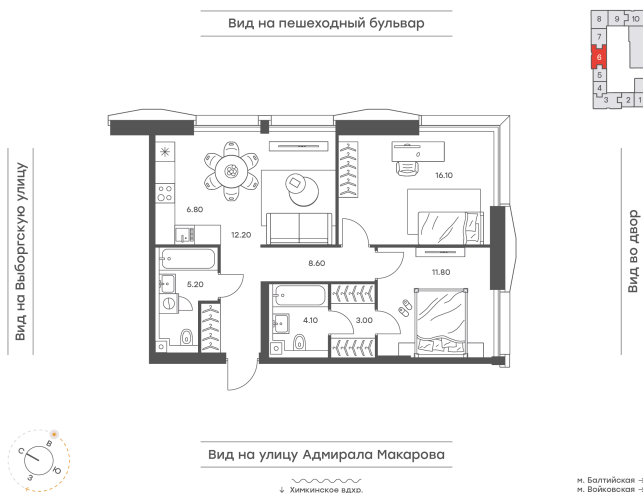 Вид на пешеходный бульвар
8 9 10
7
6
5
4
3 2 1
Вид на Выборгскую улицу
Вид во двор
16.10
6.80
12.20
8.60
11.80
5.20
4.10
3.00
С В
З Ю
Вид на улицу Адмирала Макарова
↓ Химкинское вдхр.
м. Балтийская
м. Войковская